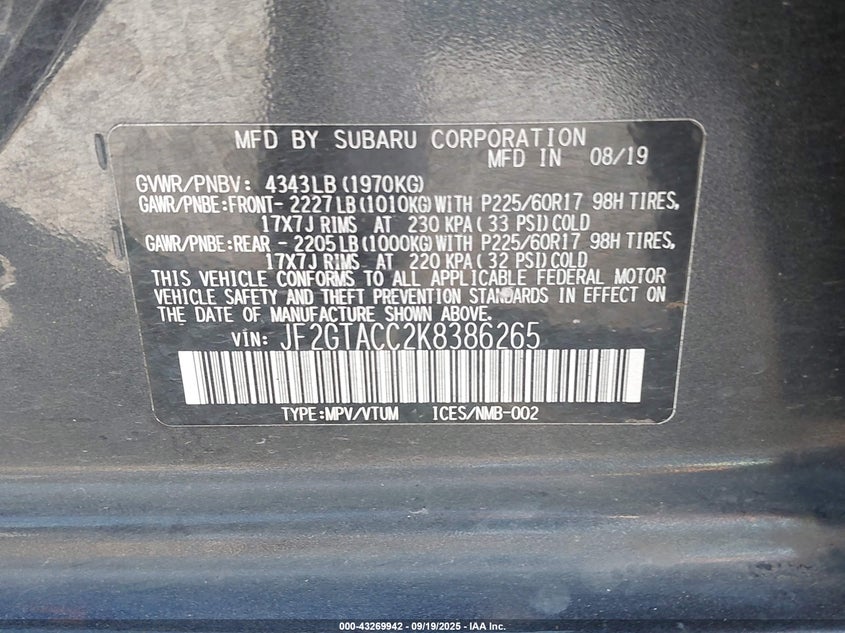 MFD BY SUBARU CORPORATION
MFD IN 08/19
GVWR/PNBV: 4343LB (1970KG)
GAWR/PNBE:FRONT- 2227 LB (1010KG) WITH P225/60R17 98H TIRES,
17X7J RIMS AT 230 KPA ( 33 PSI) COLD
GAWR/PNBE:REAR - 2205 LB (1000KG) WITH P225/60R17 98H TIRES,
17X7J RIMS AT 220 KPA ( 32 PSI) COLD
THIS VEHICLE CONFORMS TO ALL APPLICABLE FEDERAL MOTOR
VEHICLE SAFETY AND THEFT PREVENTION STANDARDS IN EFFECT ON
THE DATE OF MANUFACTURE SHOWN ABOVE.
VIN: JF2GTACC2K8386265
TYPE:MPV/VTUM ICES/NMB-002
000-43269942 - 09/19/2025 - IAA Inc.